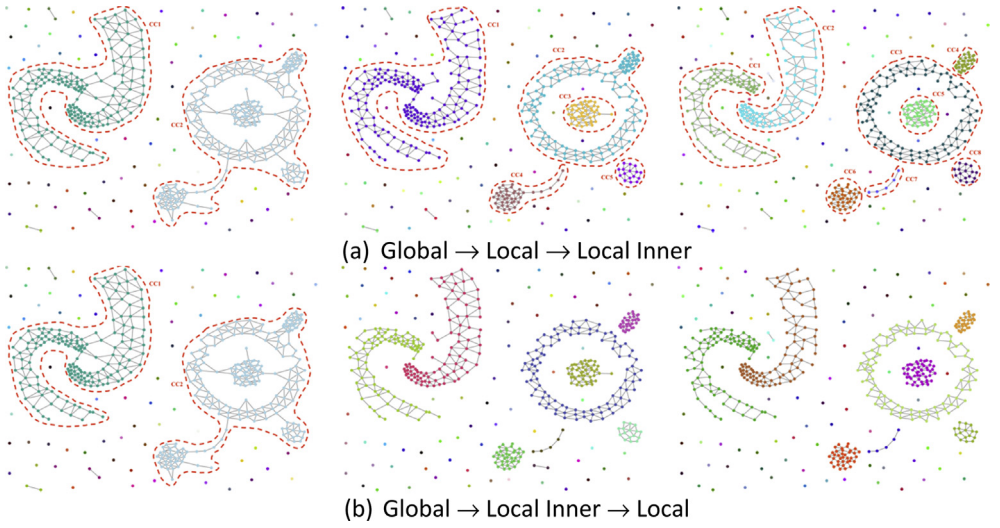 CC1
CC2
CC1
CC2
CC3
CC4
CC5
CC1
CC2
CC3
CC4
CC5
CC6
CC7
CC8
(a) Global → Local → Local Inner
CC1
CC2
(b) Global → Local Inner → Local